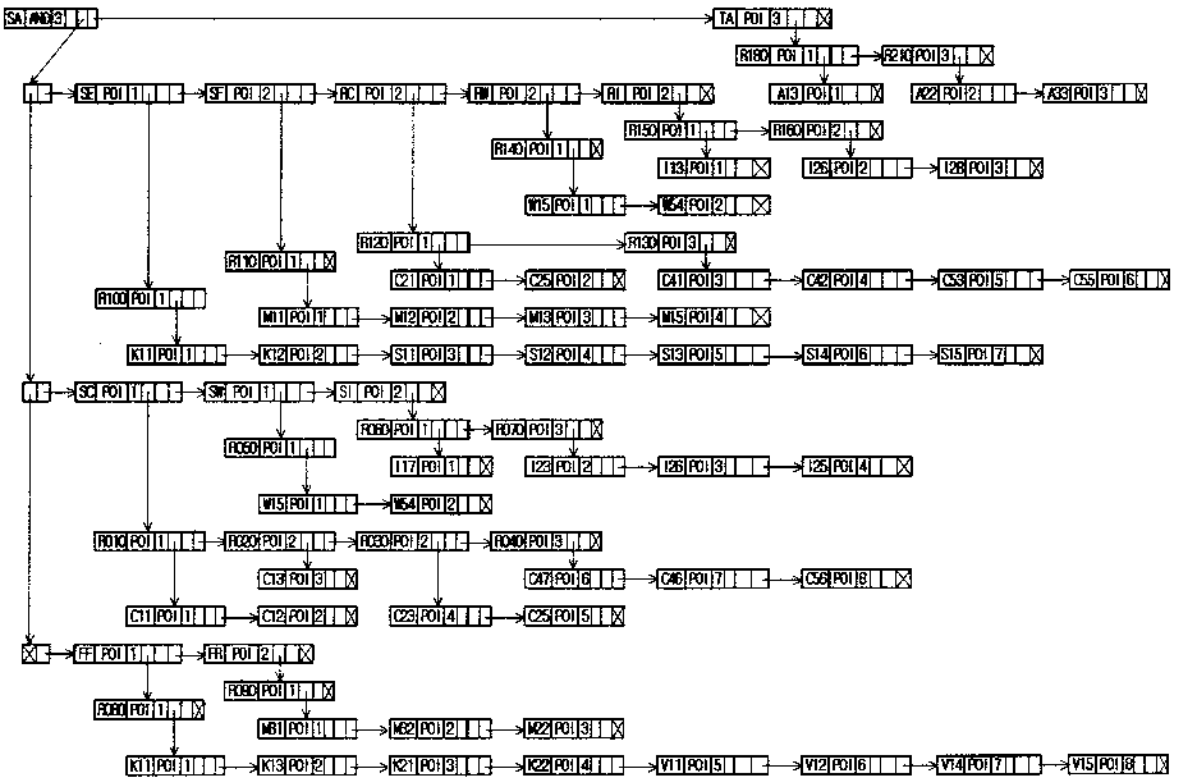 SA AND 3 TA POI 3
R180 POI 1 R210 POI 3
SE POI 1 SF POI 2 RC POI 2 RW POI 2 RI POI 2 A13 POI 1 A22 POI 2 A33 POI 3
R150 POI 1 R160 POI 2
R140 POI 1
I13 POI 1 I26 POI 2 I28 POI 3
W15 POI 1 W54 POI 2
R120 POI 1 R130 POI 3
R110 POI 1
C21 POI 1 C25 POI 2 C41 POI 3 C42 POI 4 C53 POI 5 C55 POI 6
R100 POI 1
M11 POI 1 M12 POI 2 M13 POI 3 M15 POI 4
K11 POI 1 K12 POI 2 S11 POI 3 S12 POI 4 S13 POI 5 S14 POI 6 S15 POI 7
SC POI 1 SW POI 1 SI POI 2
R060 POI 1 R070 POI 3
R050 POI 1
I17 POI 1 I23 POI 2 I26 POI 3 I25 POI 4
W15 POI 1 W54 POI 2
R010 POI 1 R020 POI 2 R030 POI 2 R040 POI 3
C13 POI 3 C47 POI 6 C46 POI 7 C56 POI 8
C11 POI 1 C12 POI 2 C23 POI 4 C25 POI 5
FF POI 1 FR POI 2
R090 POI 1
R080 POI 1
M31 POI 1 M32 POI 2 M22 POI 3
K11 POI 1 K13 POI 2 K21 POI 3 K22 POI 4 V11 POI 5 V12 POI 6 V14 POI 7 V15 POI 8